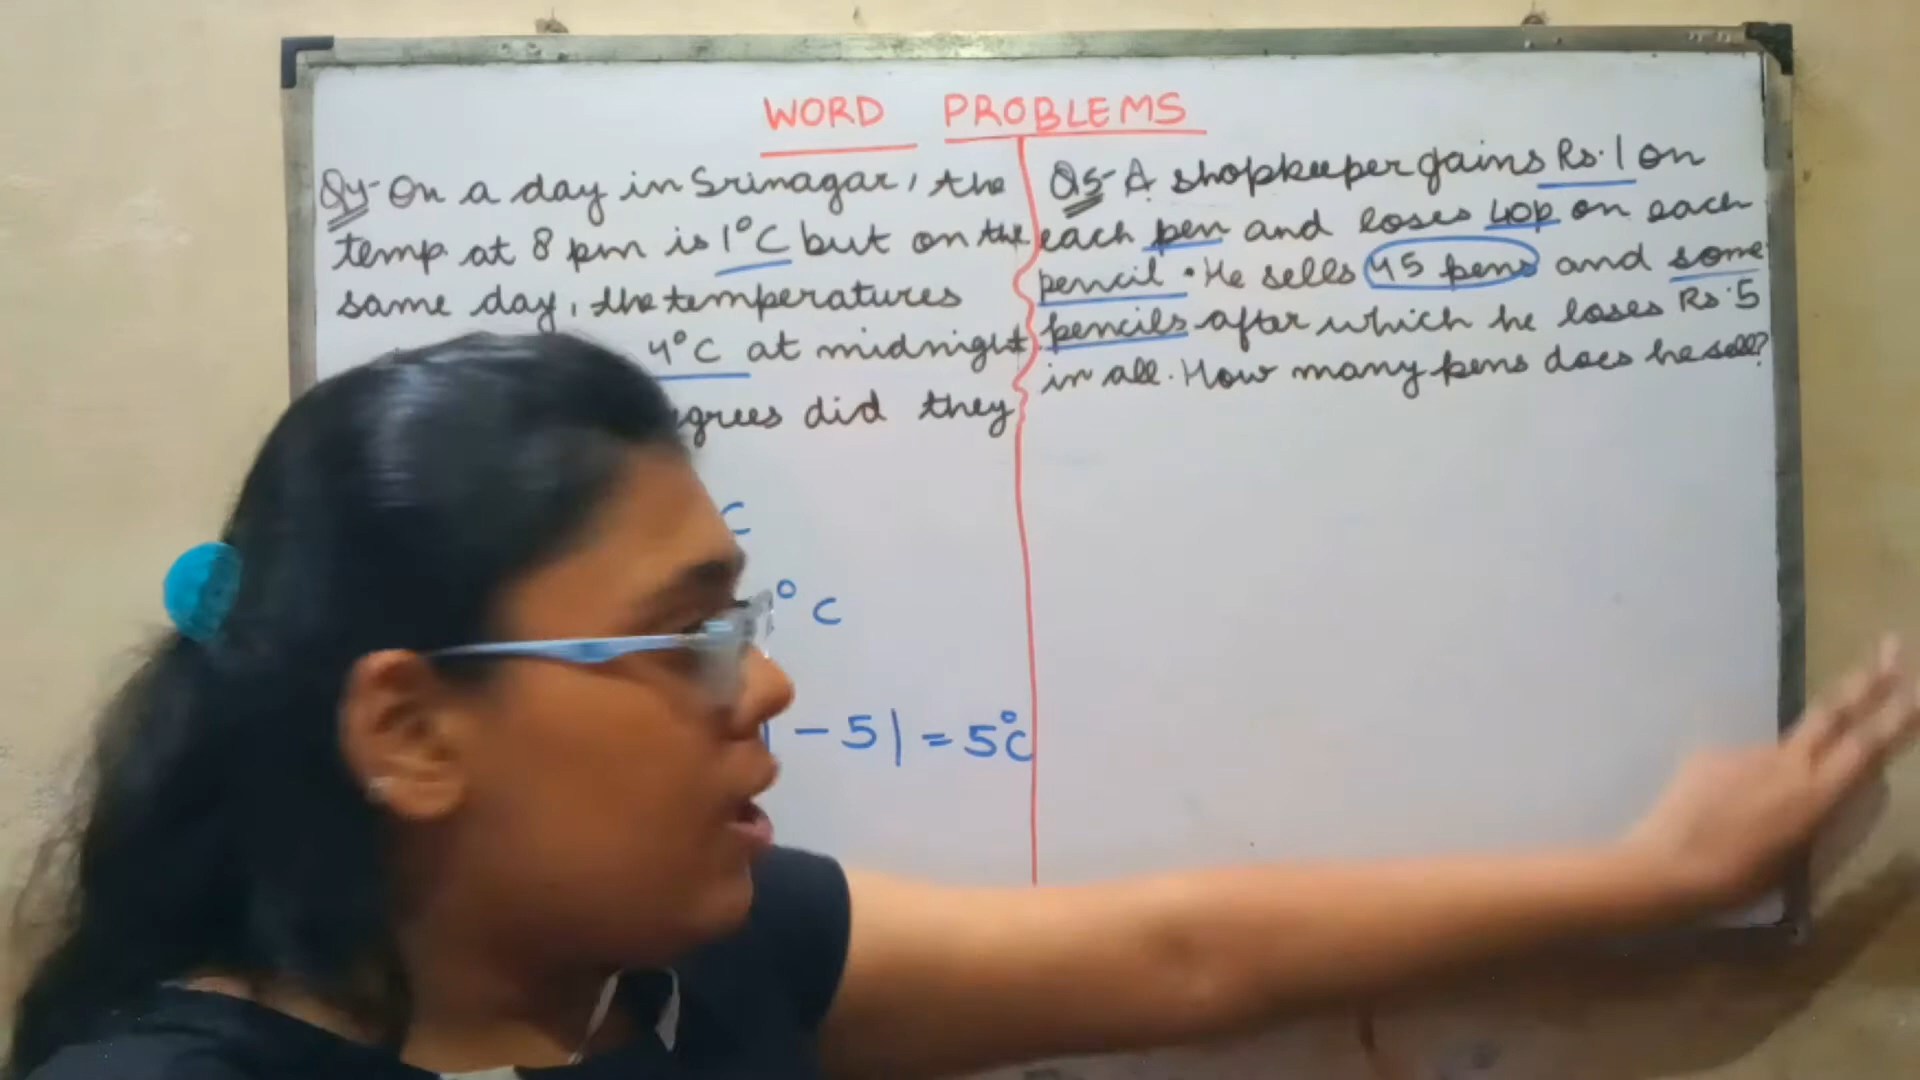 WORD PROBLEMS
Q4- On a day in Srinagar, the
temp at 8 pm is 1°C but on the
same day, the temperatures
4°C at midnight.
did they
C
°C
-5| = 5°C
Q5- A shopkeeper gains Rs. 1 on
each pen and loses 40p on each
pencil. He sells 45 pens and some
pencils after which he loses Rs. 5
in all. How many pens does he sell?